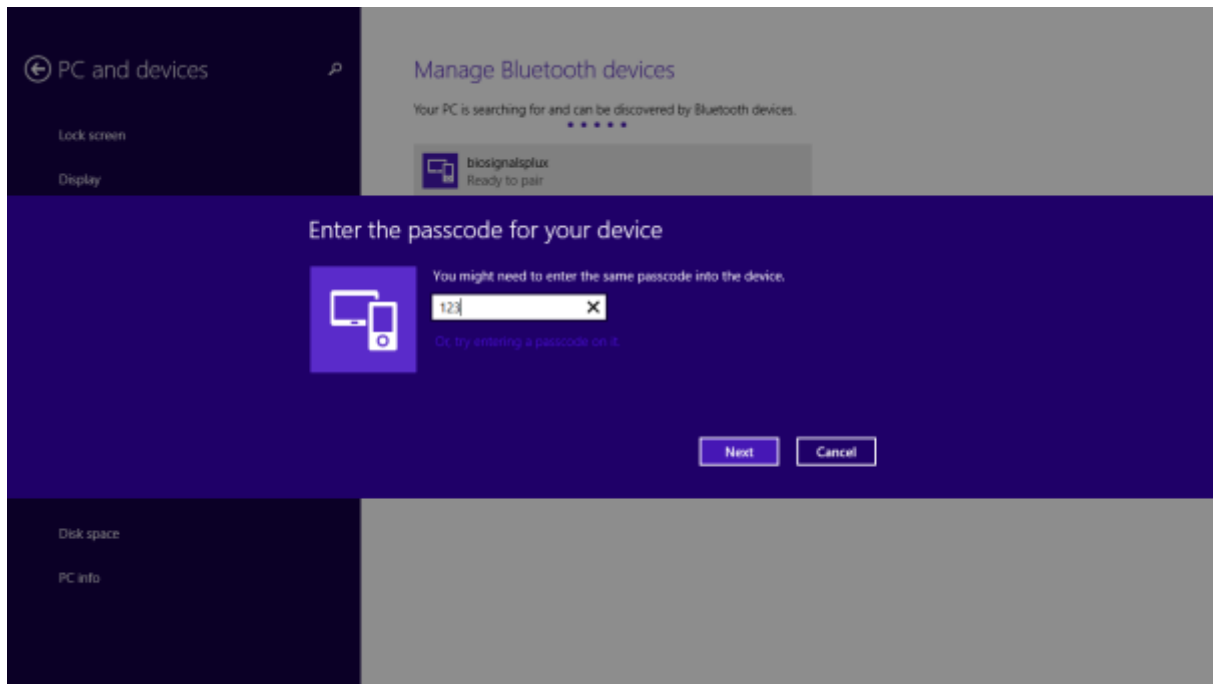 PC and devices
Lock screen
Display
Manage Bluetooth devices
Your PC is searching for and can be discovered by Bluetooth devices.
biosignalsplux
Ready to pair
Enter the passcode for your device
You might need to enter the same passcode into the device.
123
Or, try entering a passcode on it.
Next
Cancel
Disk space
PC info